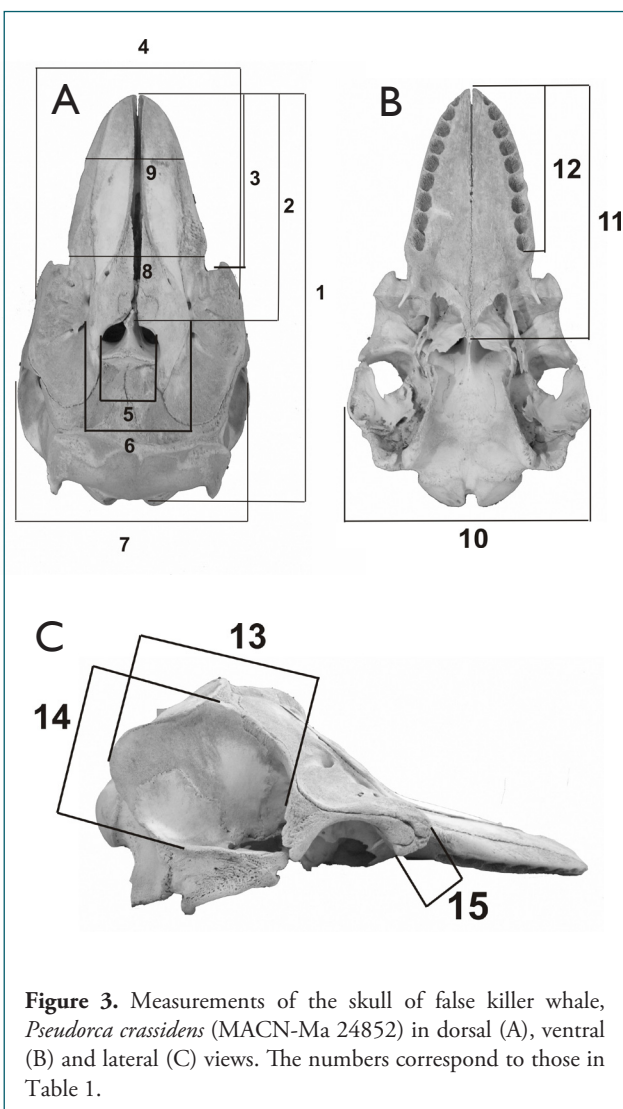 4
A
B
3
2
12
11
9
8
1
5
6
7
10
C
13
14
15
Figure 3. Measurements of the skull of false killer whale,
Pseudorca crassidens (MACN-Ma 24852) in dorsal (A), ventral
(B) and lateral (C) views. The numbers correspond to those in
Table 1.